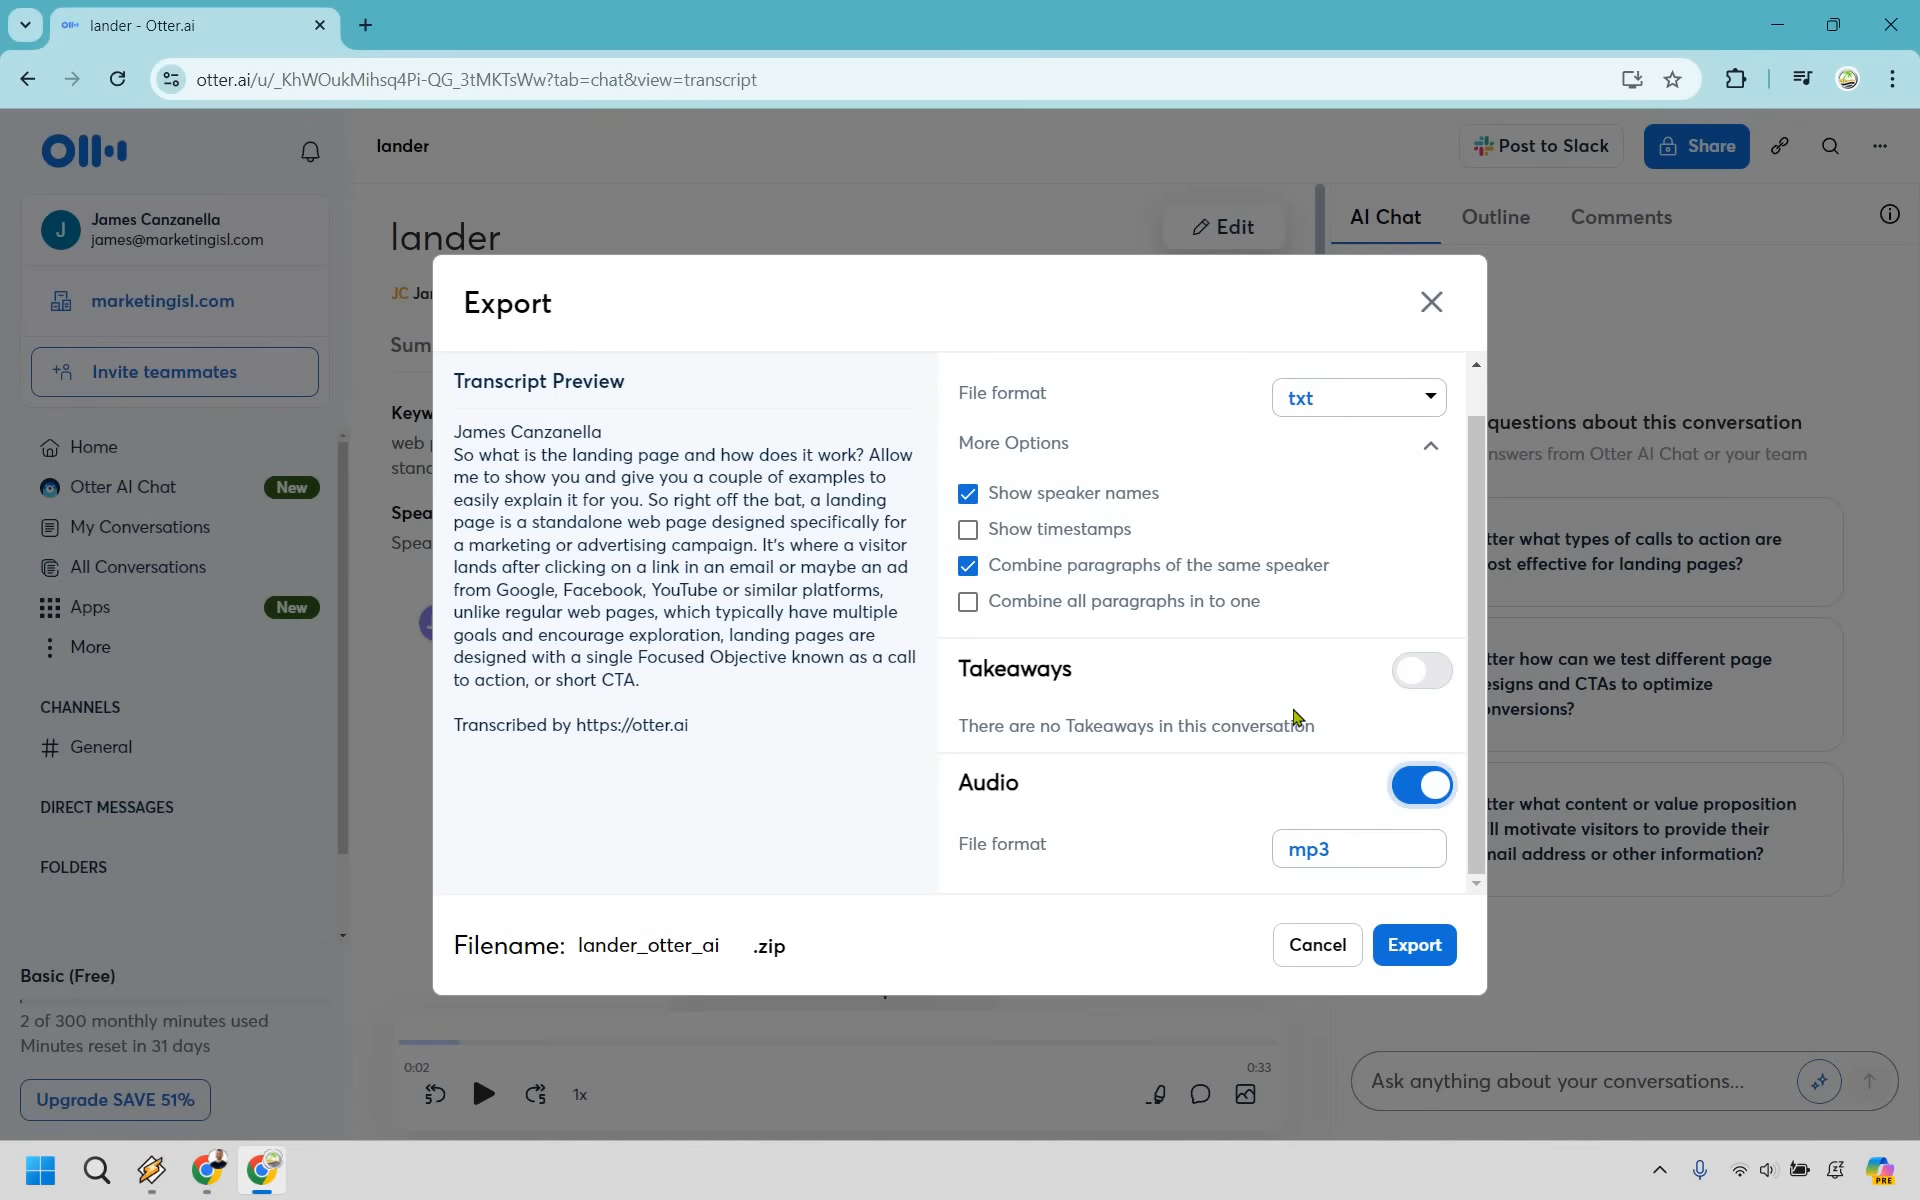 lander - Otter.ai
otter.ai/u/_KhWOukMihsq4Pi-QG_3tMKTsWw?tab=chat&view=transcript
lander
Post to Slack
Share
J
James Canzanella
james@marketingisl.com
marketingisl.com
Invite teammates
Home
Otter AI Chat
New
My Conversations
All Conversations
Apps
New
More
CHANNELS
General
DIRECT MESSAGES
FOLDERS
Basic (Free)
2 of 300 monthly minutes used
Minutes reset in 31 days
Upgrade SAVE 51%
lander
Edit
JC Jar
Sum
Keyw
web p
stanc
Spea
Spea
Export
Transcript Preview
James Canzanella
So what is the landing page and how does it work? Allow
me to show you and give you a couple of examples to
easily explain it for you. So right off the bat, a landing
page is a standalone web page designed specifically for
a marketing or advertising campaign. It's where a visitor
lands after clicking on a link in an email or maybe an ad
from Google, Facebook, YouTube or similar platforms,
unlike regular web pages, which typically have multiple
goals and encourage exploration, landing pages are
designed with a single Focused Objective known as a call
to action, or short CTA.
Transcribed by https://otter.ai
File format
txt
More Options
Show speaker names
Show timestamps
Combine paragraphs of the same speaker
Combine all paragraphs in to one
Takeaways
There are no Takeaways in this conversation
Audio
File format
mp3
Filename: lander_otter_ai .zip
Cancel
Export
0:02
0:33
1x
AI Chat
Outline
Comments
questions about this conversation
nswers from Otter AI Chat or your team
tter what types of calls to action are
ost effective for landing pages?
tter how can we test different page
esigns and CTAs to optimize
nversions?
tter what content or value proposition
ll motivate visitors to provide their
mail address or other information?
Ask anything about your conversations...
PRE